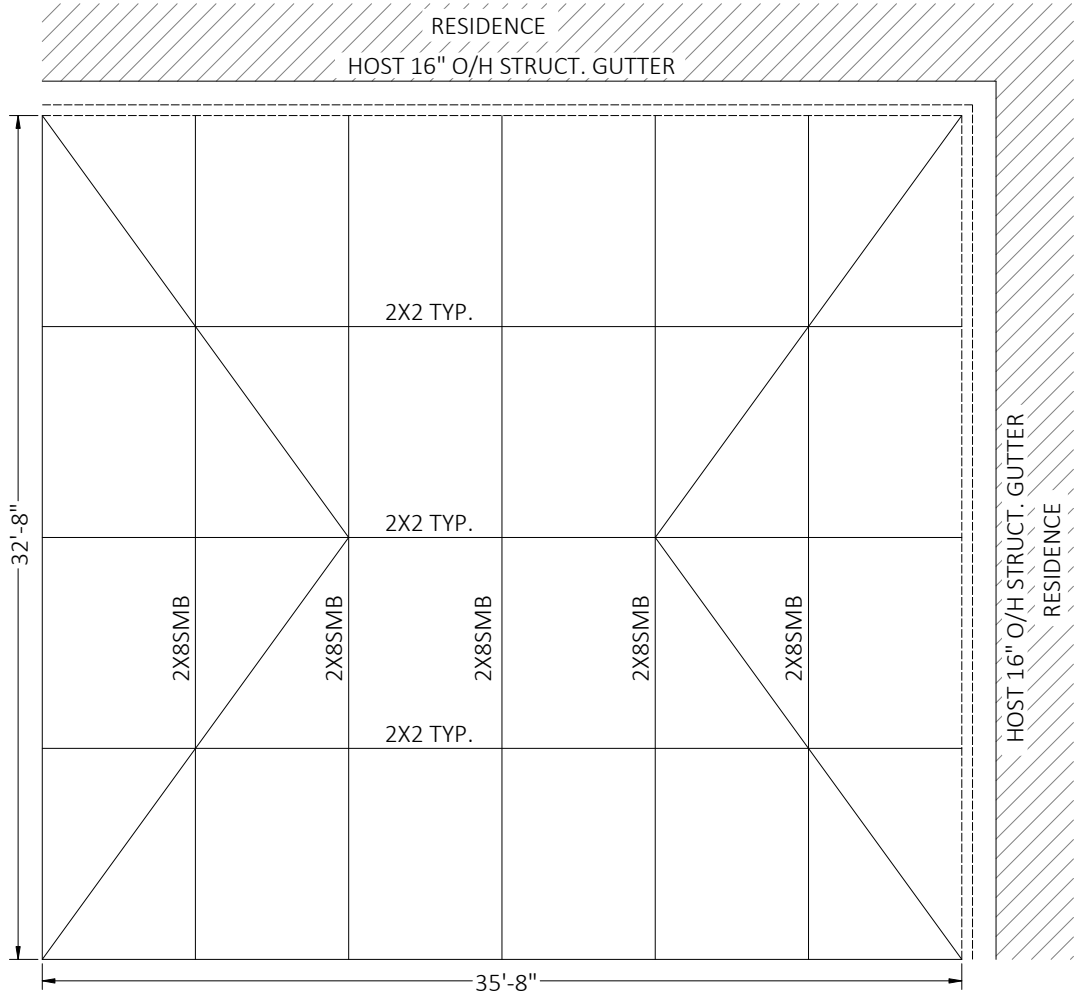 RESIDENCE
HOST 16" O/H STRUCT. GUTTER
2X2 TYP.
2X2 TYP.
32'-8"
2X8SMB
2X8SMB
2X8SMB
2X8SMB
2X8SMB
HOST 16" O/H STRUCT. GUTTER
RESIDENCE
2X2 TYP.
35'-8"